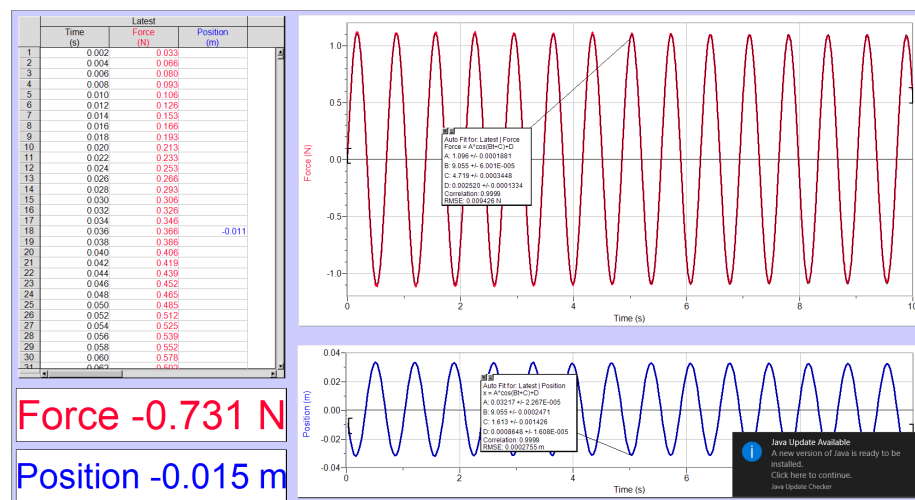 Latest
Time Force Position
(s) (N) (m)
1 0.002 0.033
2 0.004 0.066
3 0.006 0.080
4 0.008 0.093
5 0.010 0.106
6 0.012 0.126
7 0.014 0.153
8 0.016 0.166
9 0.018 0.193
10 0.020 0.213
11 0.022 0.233
12 0.024 0.253
13 0.026 0.266
14 0.028 0.293
15 0.030 0.306
16 0.032 0.326
17 0.034 0.346
18 0.036 0.366 -0.011
19 0.038 0.386
20 0.040 0.406
21 0.042 0.419
22 0.044 0.439
23 0.046 0.452
24 0.048 0.465
25 0.050 0.485
26 0.052 0.512
27 0.054 0.525
28 0.056 0.539
29 0.058 0.552
30 0.060 0.578
31 0.062
Force -0.731 N
Position -0.015 m
Force (N)
1.0
0.5
0.0
-0.5
-1.0
Auto Fit for: Latest | Force
Force = A*cos(Bt+C)+D
A: 1.096 +/- 0.0001881
B: 9.055 +/- 6.001E-005
C: 4.719 +/- 0.0003448
D: 0.002520 +/- 0.0001334
Correlation: 0.9999
RMSE: 0.009426 N
0 2 4 6 8 10
Time (s)
Position (m)
0.04
0.02
0.00
-0.02
-0.04
Auto Fit for: Latest | Position
x = A*cos(Bt+C)+D
A: 0.03217 +/- 2.267E-005
B: 9.055 +/- 0.0002471
C: 1.613 +/- 0.001426
D: 0.0008648 +/- 1.608E-005
Correlation: 0.9999
RMSE: 0.0002755 m
0 2 4 6
Time (s)
Java Update Available
A new version of Java is ready to be
installed.
Click here to continue.
Java Update Checker